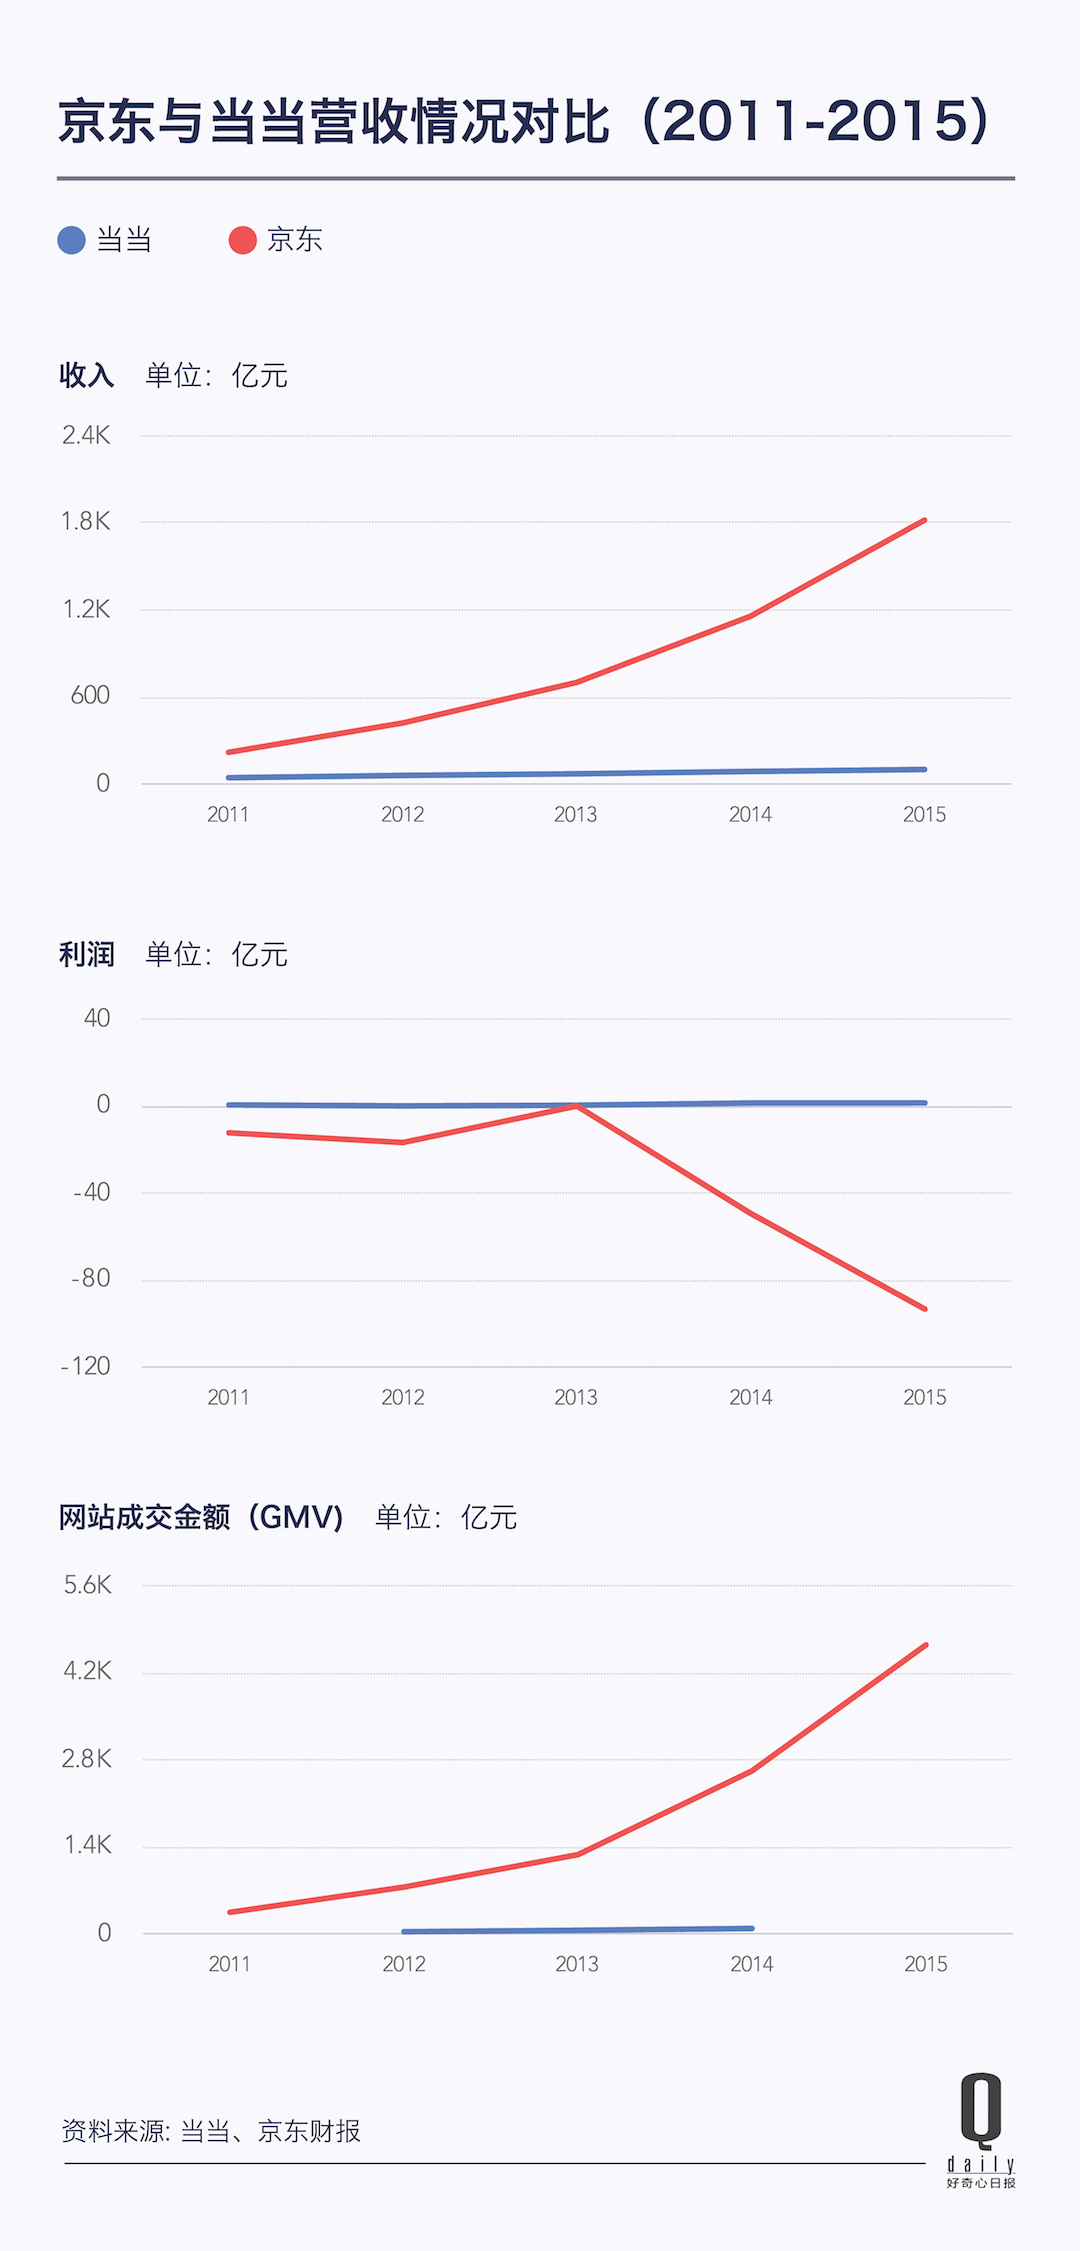 京东与当当营收情况对比（2011-2015）
当当 京东
收入 单位：亿元
2.4K
1.8K
1.2K
600
0
2011 2012 2013 2014 2015
利润 单位：亿元
40
0
-40
-80
-120
2011 2012 2013 2014 2015
网站成交金额（GMV) 单位：亿元
5.6K
4.2K
2.8K
1.4K
0
2011 2012 2013 2014 2015
资料来源: 当当、京东财报
Q
daily
好奇心日报